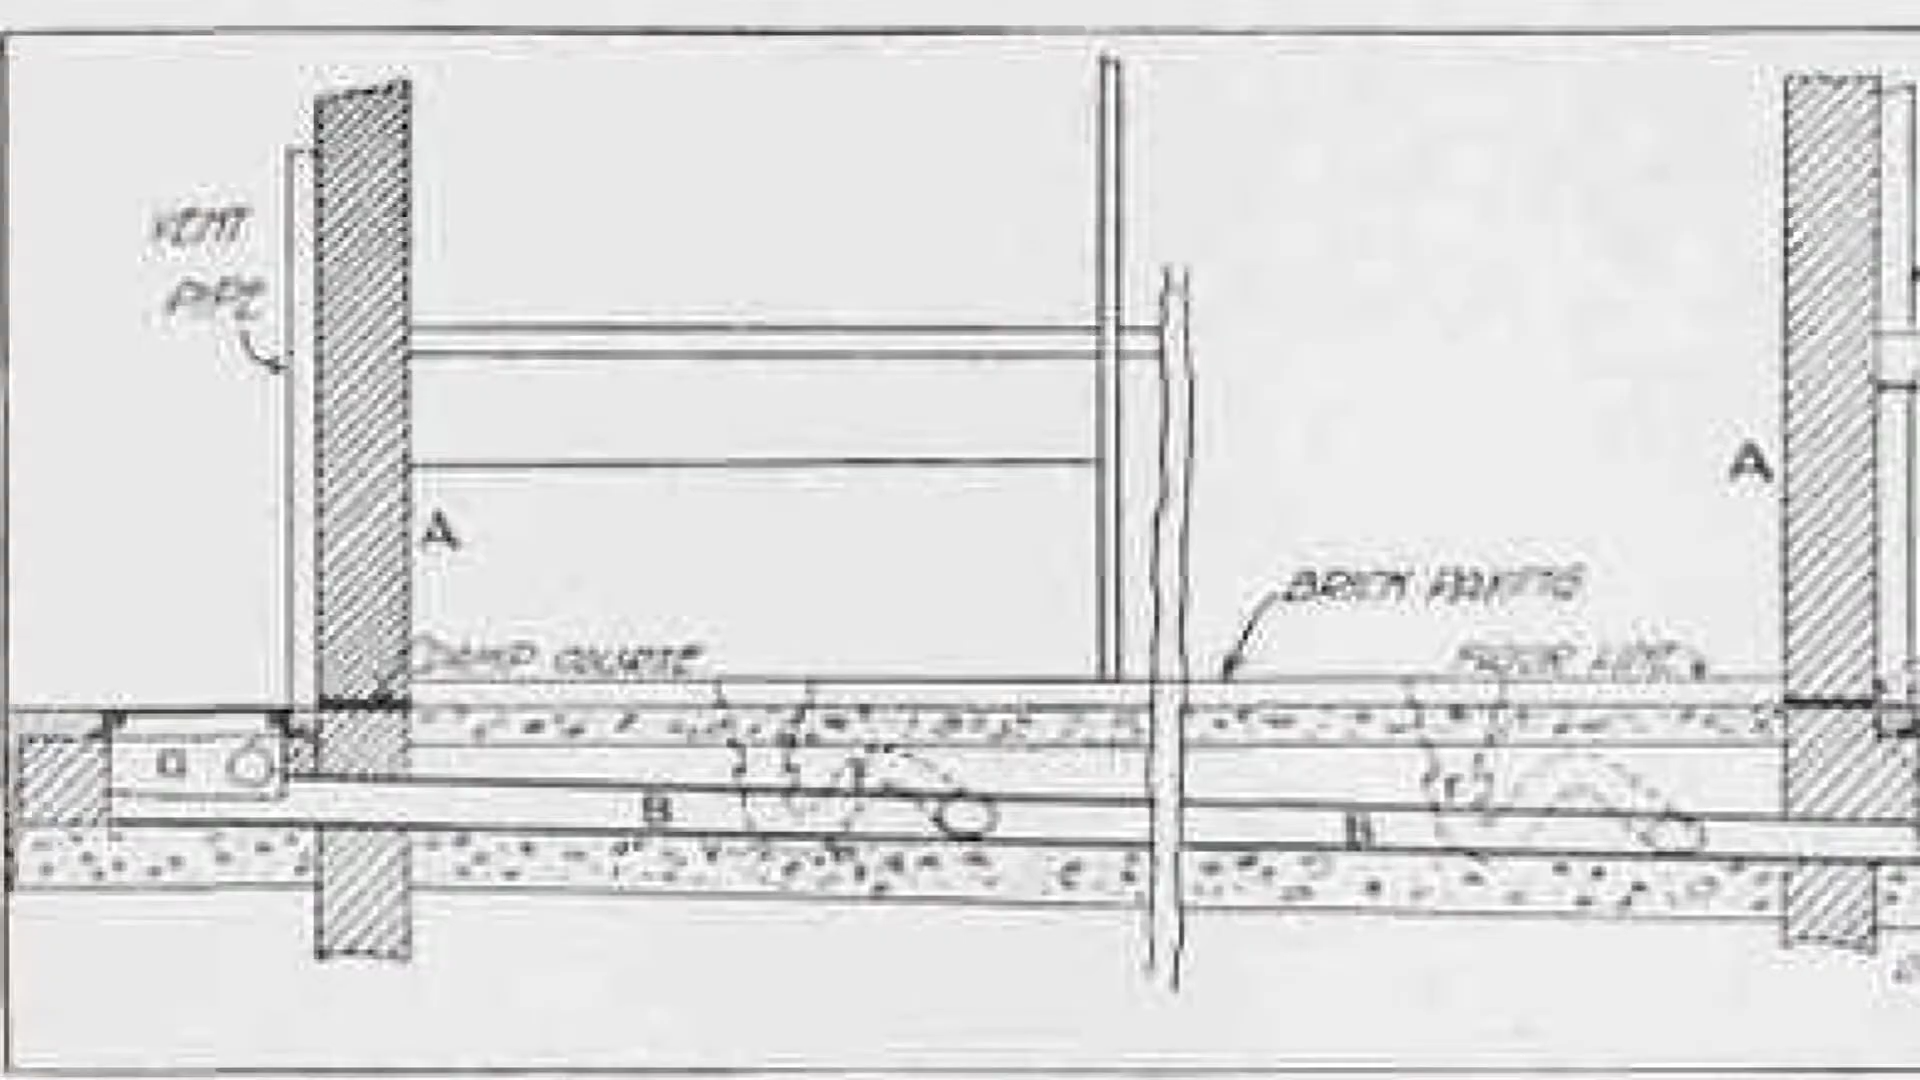 VENT
PIPE
A
A
DAMP COURSE
BRICK PAVING
FLOOR LINE
B
B